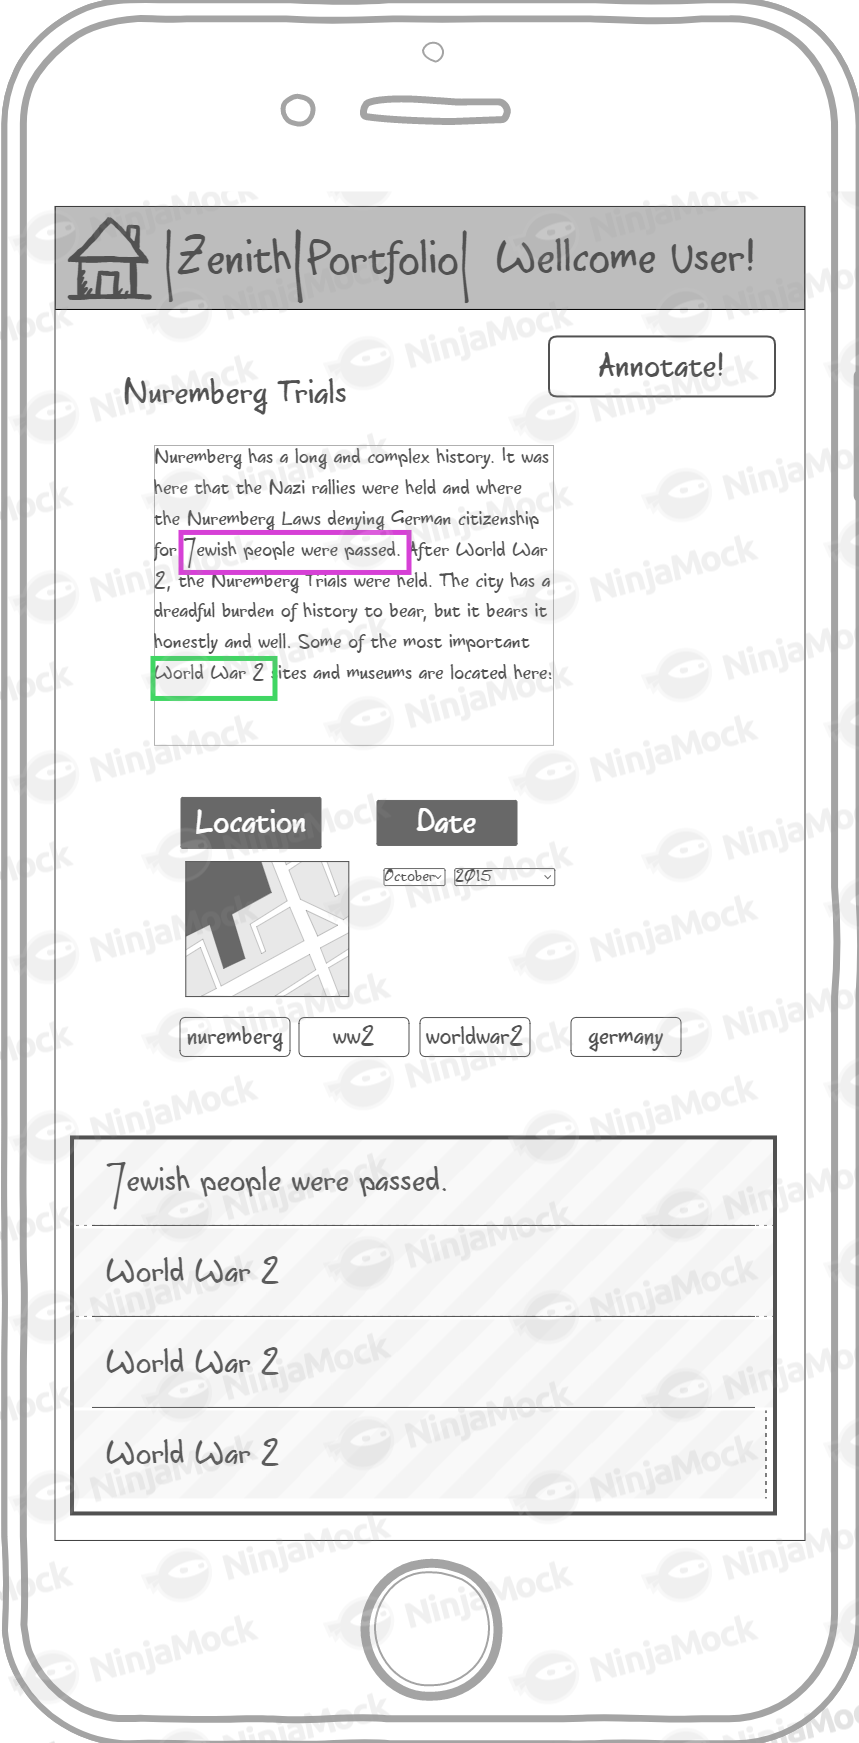 Zenith Portfolio Wellcome User!
Annotate!
Nuremberg Trials
Nuremberg has a long and complex history. It was
here that the Nazi rallies were held and where
the Nuremberg Laws denying German citizenship
for Jewish people were passed. After World War
2, the Nuremberg Trials were held. The city has a
dreadful burden of history to bear, but it bears it
honestly and well. Some of the most important
World War 2 sites and museums are located here:
Location Date
October 2015
nuremberg ww2 worldwar2 germany
Jewish people were passed.
World War 2
World War 2
World War 2
NinjaMock